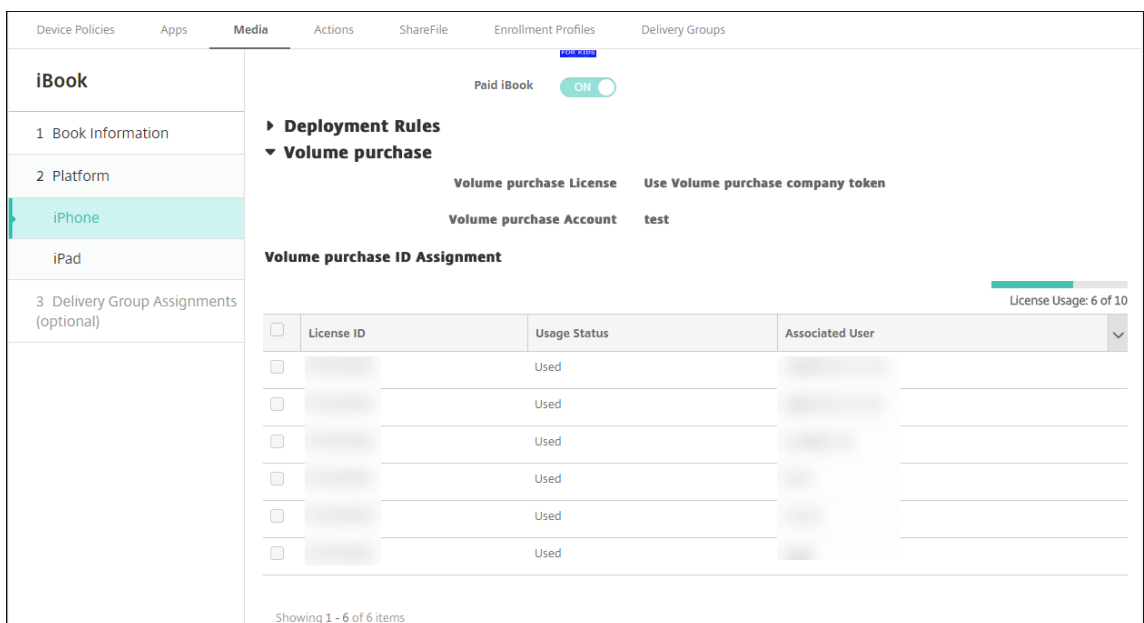 Device Policies Apps Media Actions ShareFile Enrollment Profiles Delivery Groups
FOR KIDS
iBook
Paid iBook ON
1 Book Information
2 Platform
iPhone
iPad
3 Delivery Group Assignments
(optional)
Deployment Rules
Volume purchase
Volume purchase License Use Volume purchase company token
Volume purchase Account test
Volume purchase ID Assignment
License Usage: 6 of 10
License ID Usage Status Associated User
Used
Used
Used
Used
Used
Used
Showing 1 - 6 of 6 items